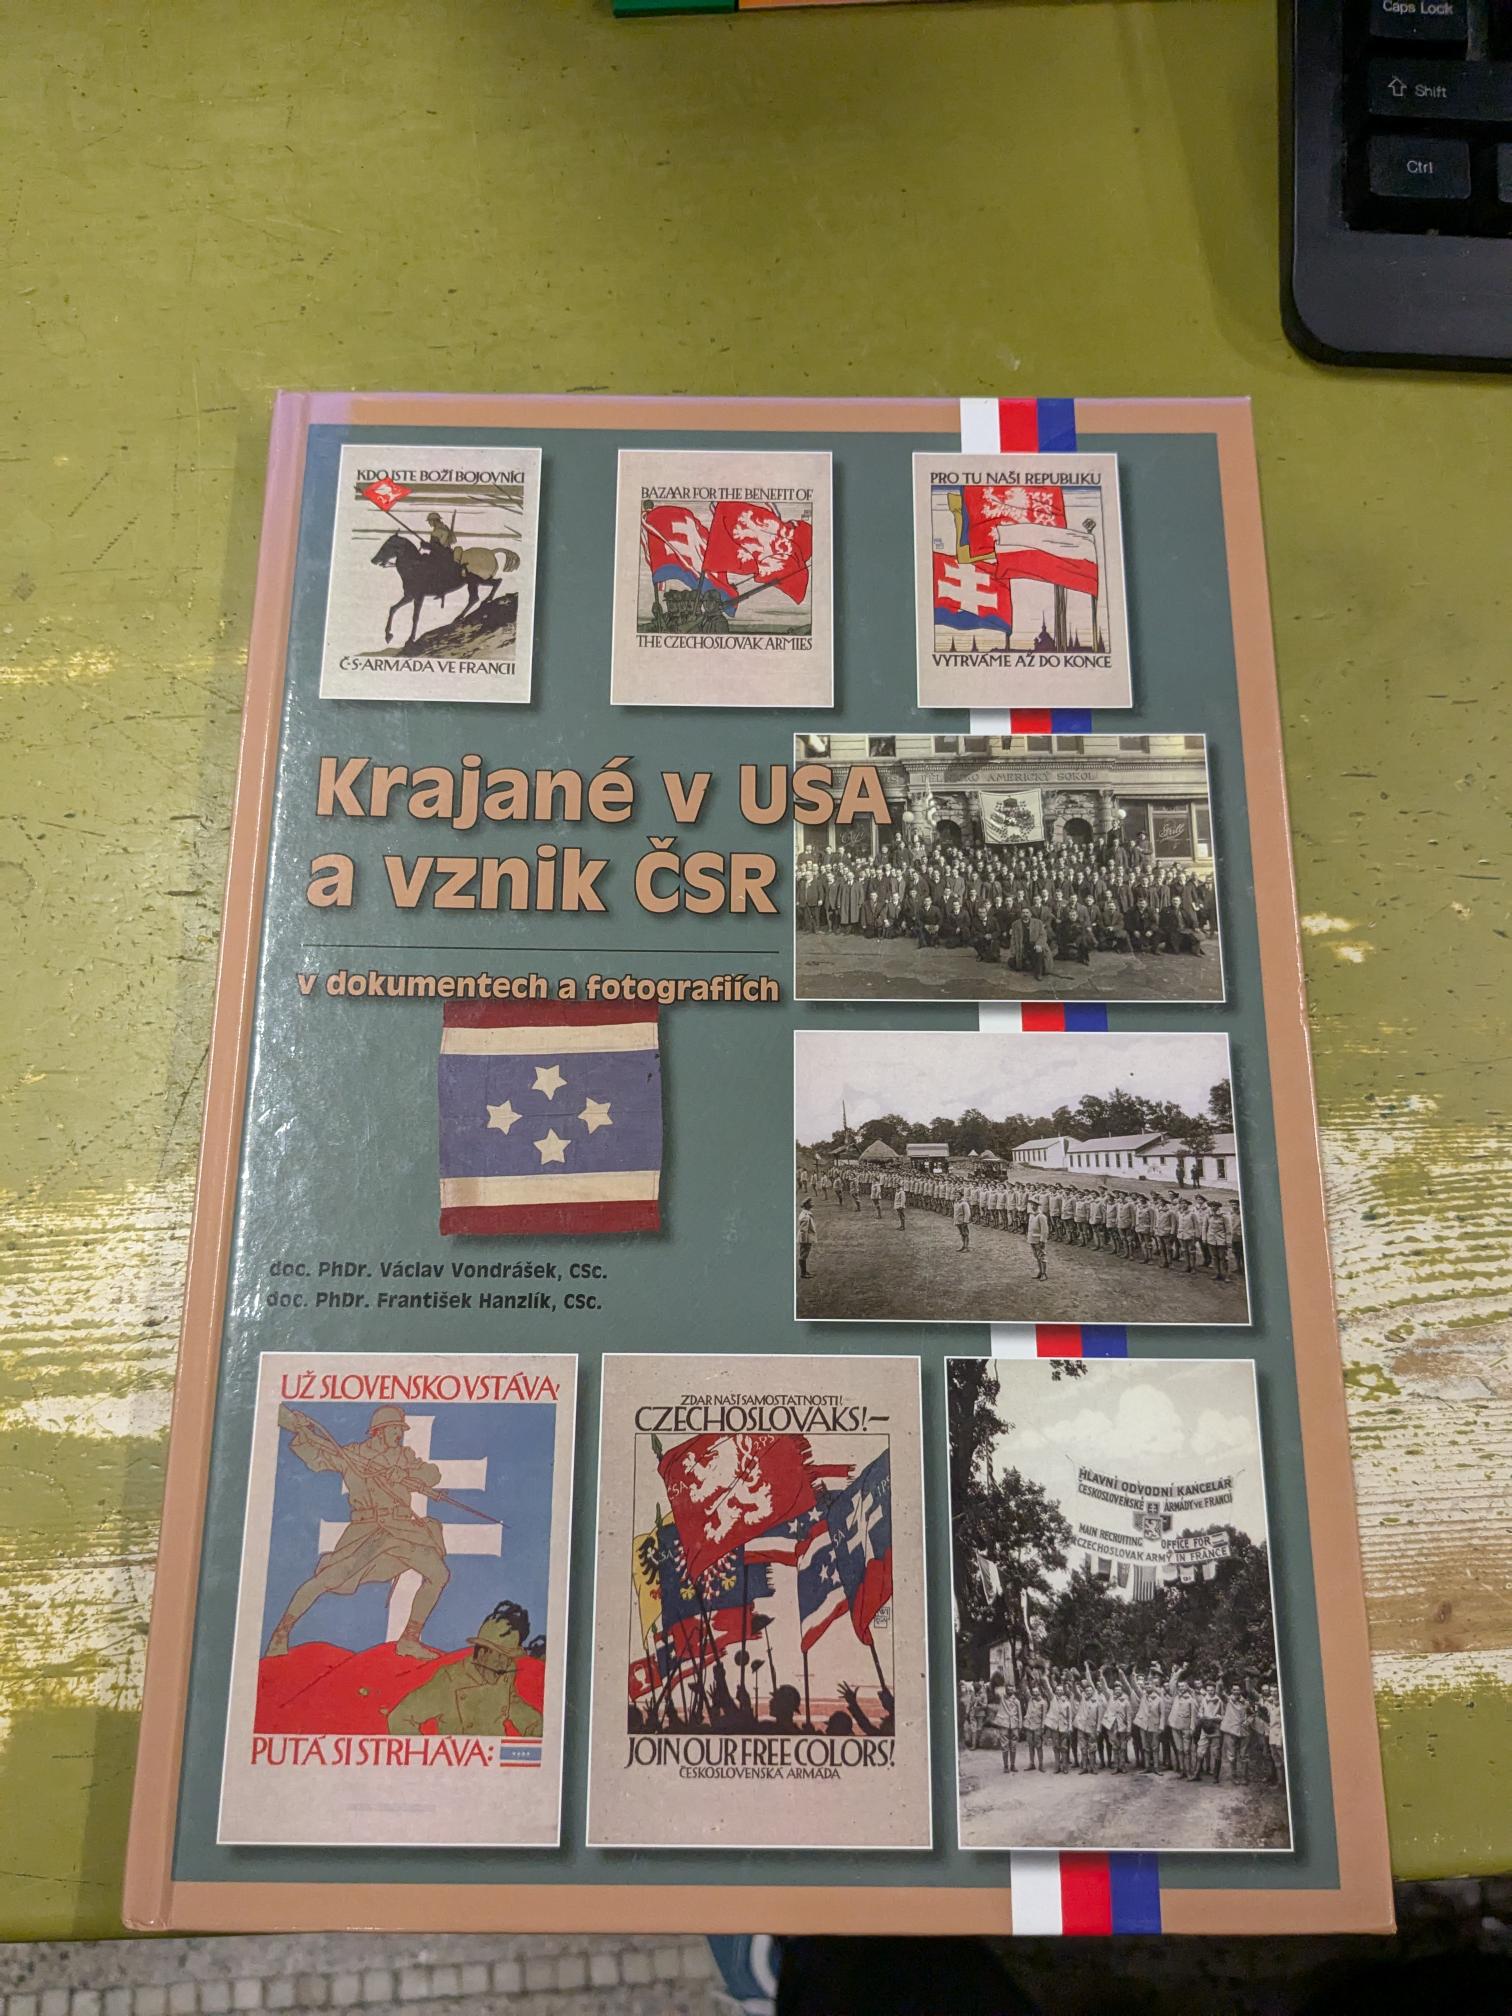 Caps Lock
Shift
Ctrl
KDO JSTE BOŽÍ BOJOVNÍCI
Č·S·ARMÁDA VE FRANCII
BAZAAR FOR THE BENEFIT OF
THE CZECHOSLOVAK ARMIES
PRO TU NAŠI REPUBLIKU
VYTRVÁME AŽ DO KONCE
Krajané v USA
a vznik ČSR
v dokumentech a fotografiích
AMERICKÝ SOKOL
Grill
doc. PhDr. Václav Vondrášek, CSc.
doc. PhDr. František Hanzlík, CSc.
UŽ SLOVENSKO VSTÁVA,
PUTÁ SI STRHÁVA:
ZDAR NAŠÍ SAMOSTATNOSTI!
CZECHOSLOVAKS!–
JOIN OUR FREE COLORS!
ČESKOSLOVENSKÁ ARMÁDA
HLAVNÍ ODVODNÍ KANCELÁŘ
ČESKOSLOVENSKÉ ARMÁDY VE FRANCII
MAIN RECRUITING OFFICE FOR
CZECHOSLOVAK ARMY IN FRANCE